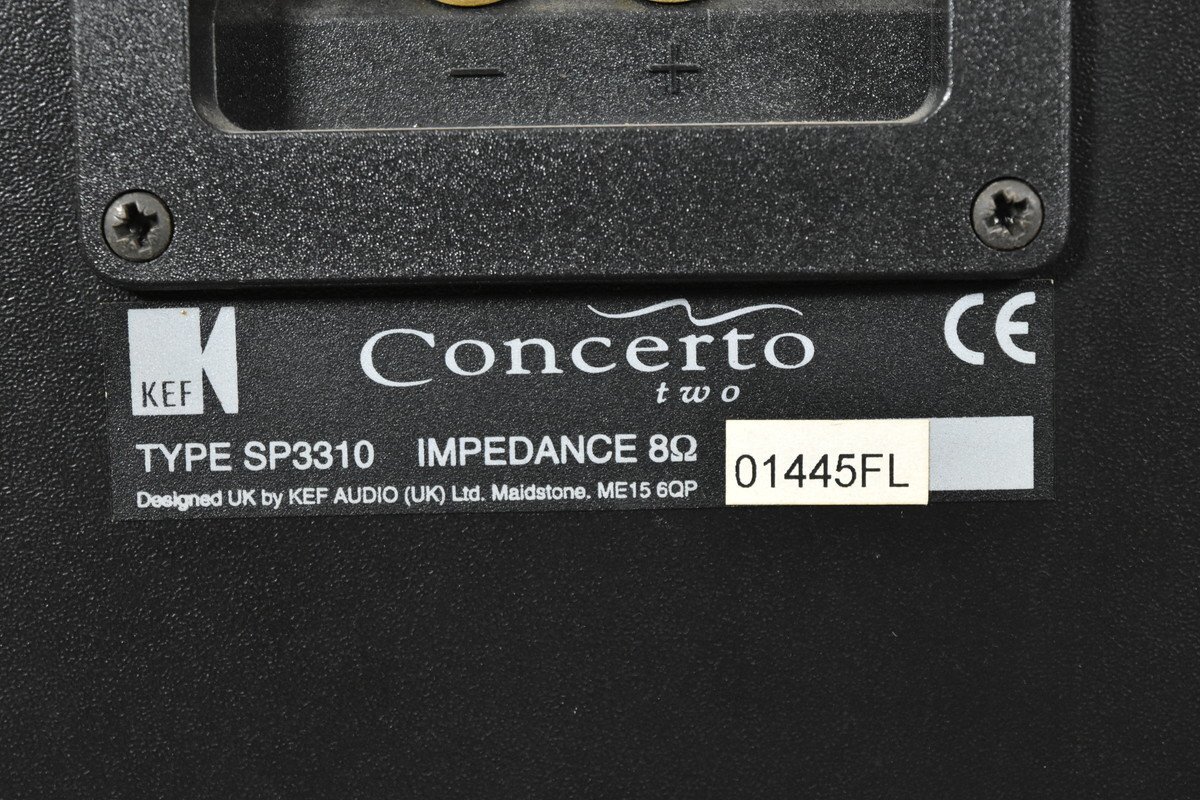 − +
KEF
Concerto
two
CE
TYPE SP3310 IMPEDANCE 8Ω
Designed UK by KEF AUDIO (UK) Ltd. Maidstone. ME15 6QP
01445FL